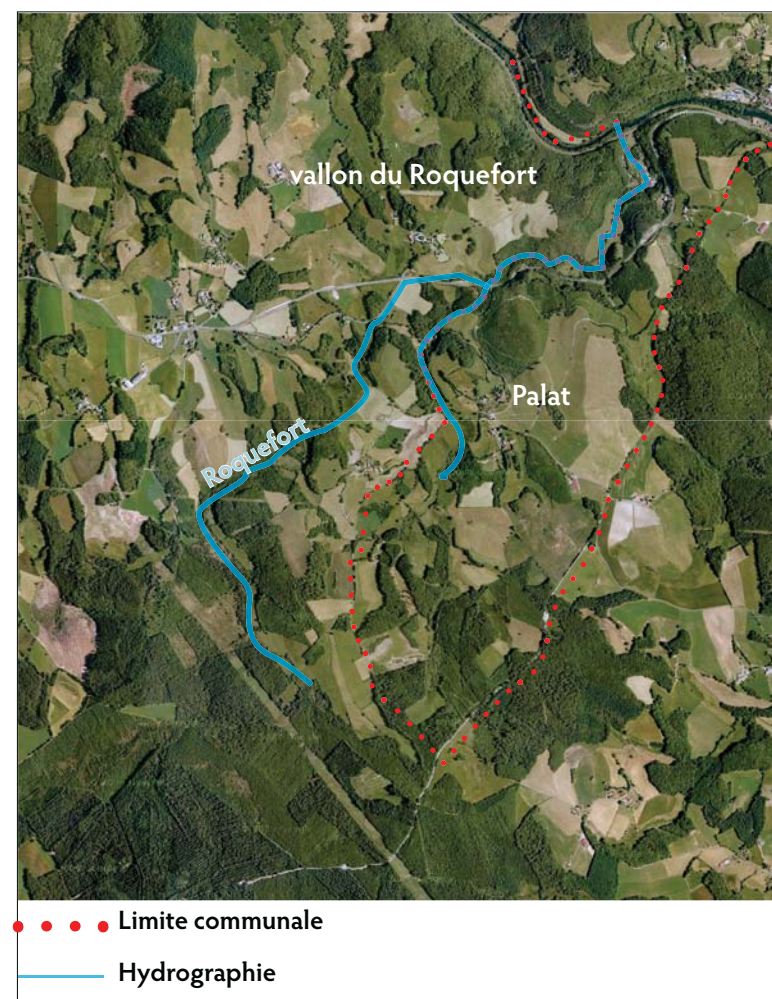 vallon du Roquefort
Palat
Roquefort
Limite communale
Hydrographie